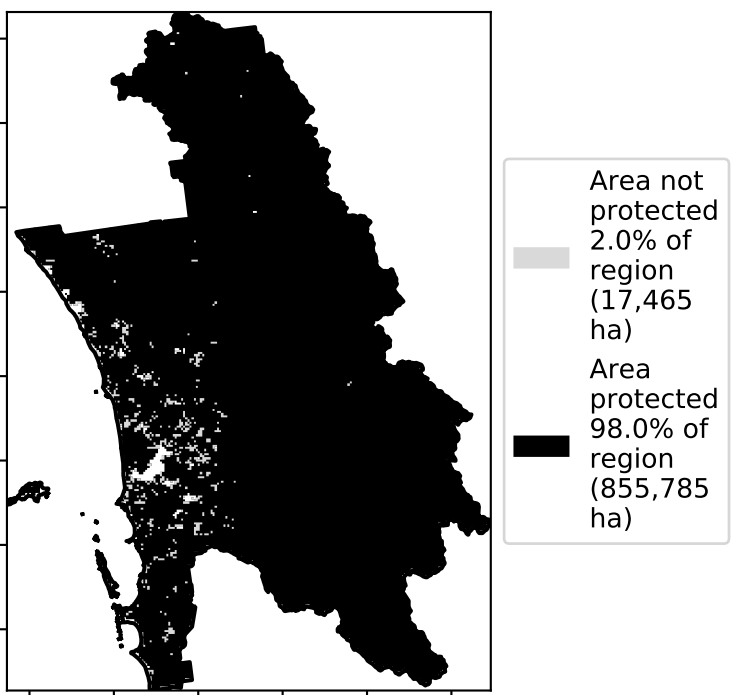 Area not
protected
2.0% of
region
(17,465
ha)
Area
protected
98.0% of
region
(855,785
ha)